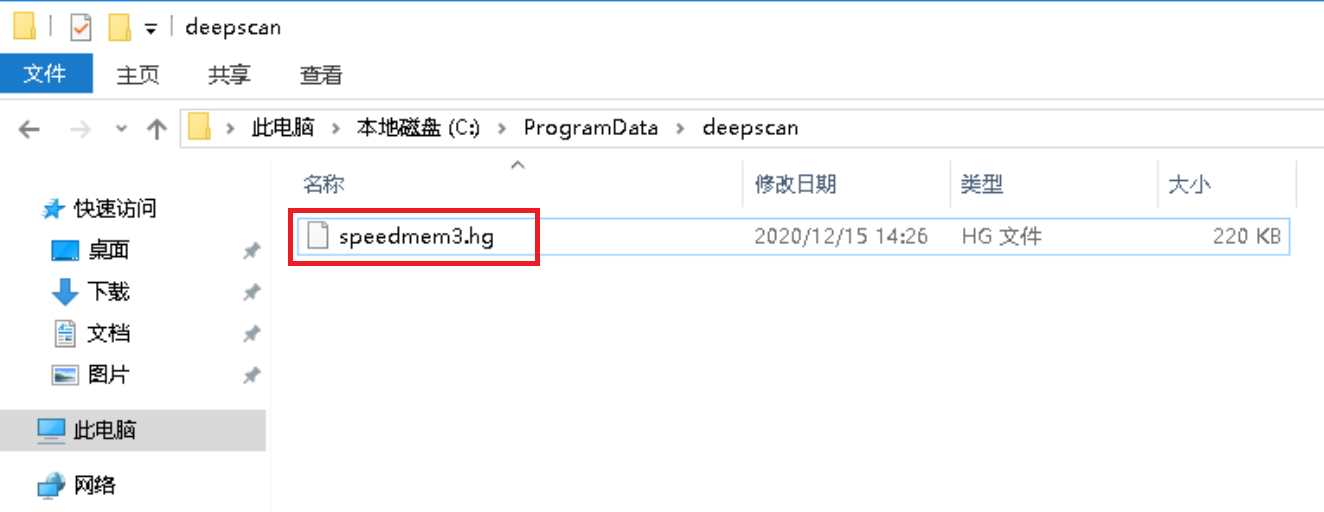 deepscan
文件 主页 共享 查看
此电脑 本地磁盘 (C:) ProgramData deepscan
名称 修改日期 类型 大小
快速访问
speedmem3.hg 2020/12/15 14:26 HG 文件 220 KB
桌面
下载
文档
图片
此电脑
网络